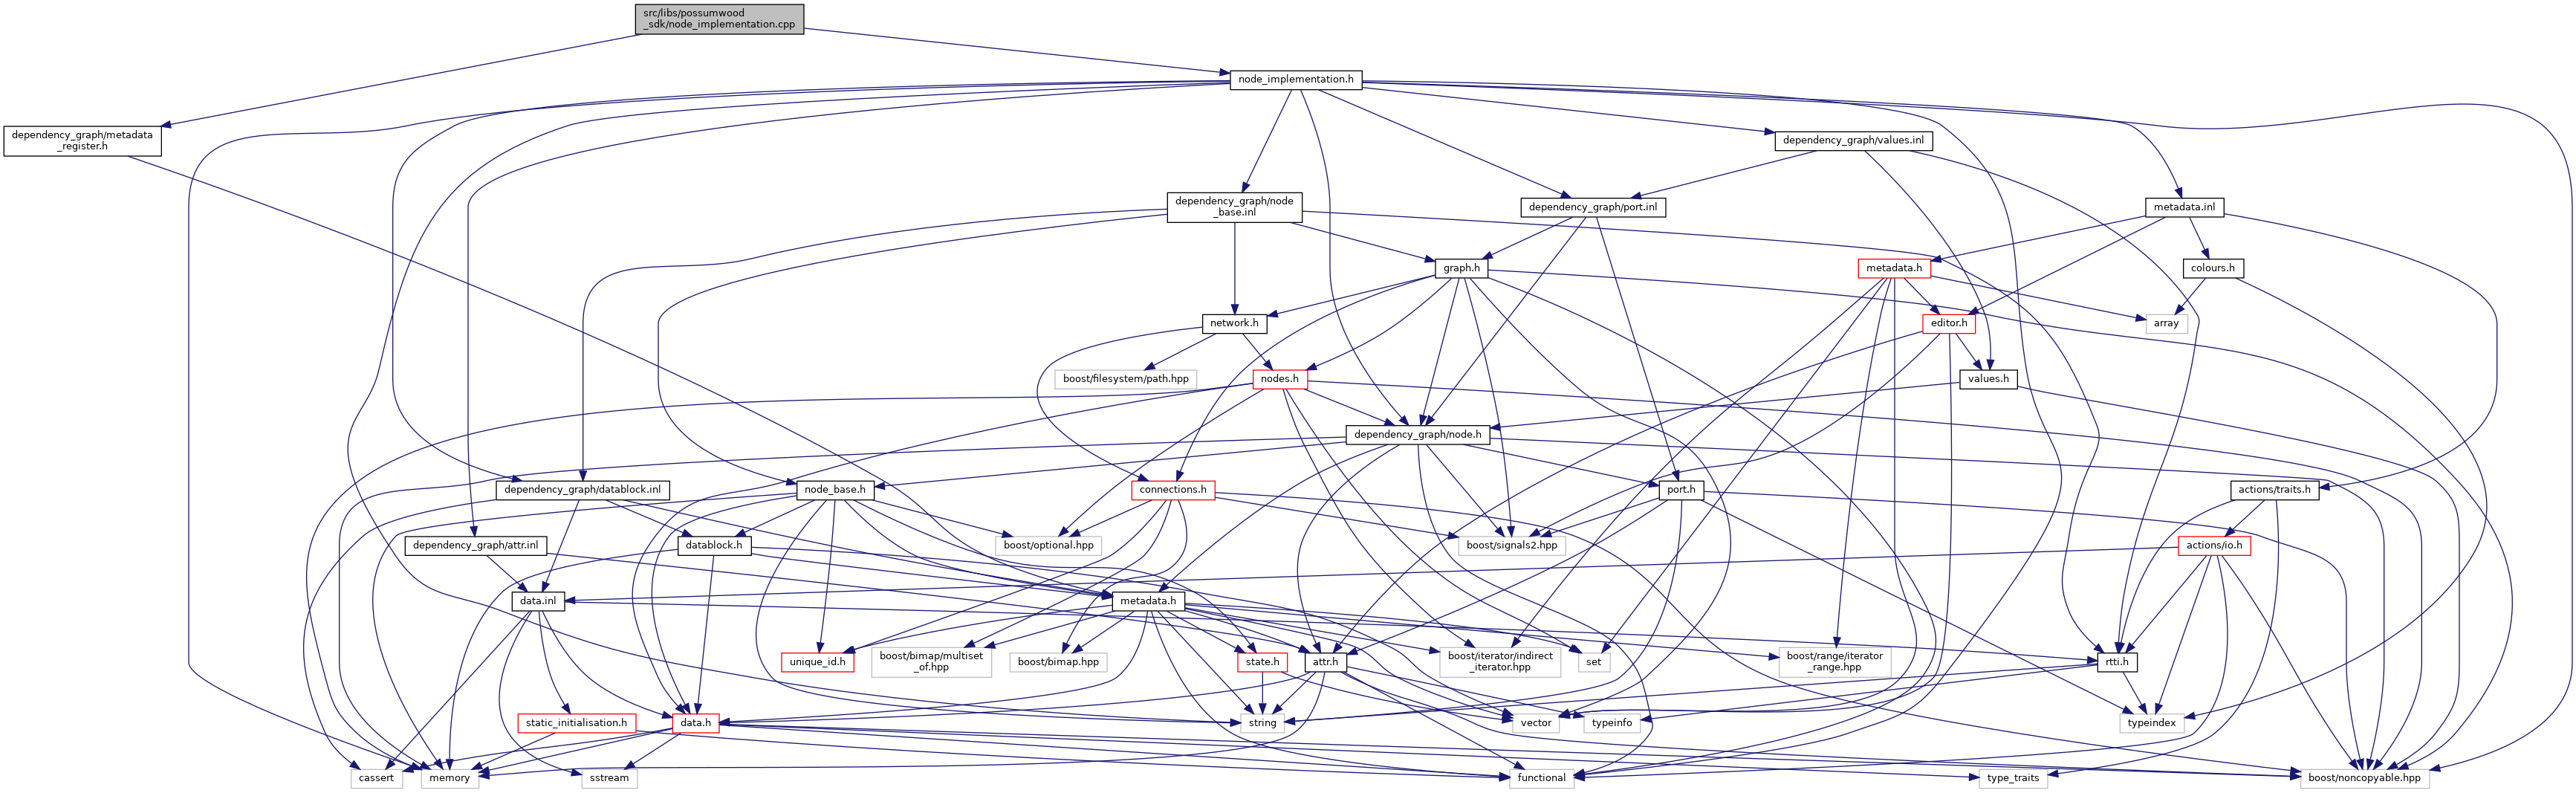 src/libs/possumwood
_sdk/node_implementation.cpp
node_implementation.h
dependency_graph/metadata
_register.h
dependency_graph/values.inl
dependency_graph/node
_base.inl
dependency_graph/port.inl
metadata.inl
graph.h
metadata.h
colours.h
network.h
editor.h
array
boost/filesystem/path.hpp
nodes.h
values.h
dependency_graph/node.h
dependency_graph/datablock.inl
node_base.h
connections.h
port.h
actions/traits.h
dependency_graph/attr.inl
datablock.h
boost/optional.hpp
boost/signals2.hpp
actions/io.h
data.inl
metadata.h
unique_id.h
boost/bimap/multiset
_of.hpp
boost/bimap.hpp
state.h
attr.h
boost/iterator/indirect
_iterator.hpp
set
boost/range/iterator
_range.hpp
rtti.h
static_initialisation.h
data.h
string
vector
typeinfo
typeindex
cassert
memory
sstream
functional
type_traits
boost/noncopyable.hpp